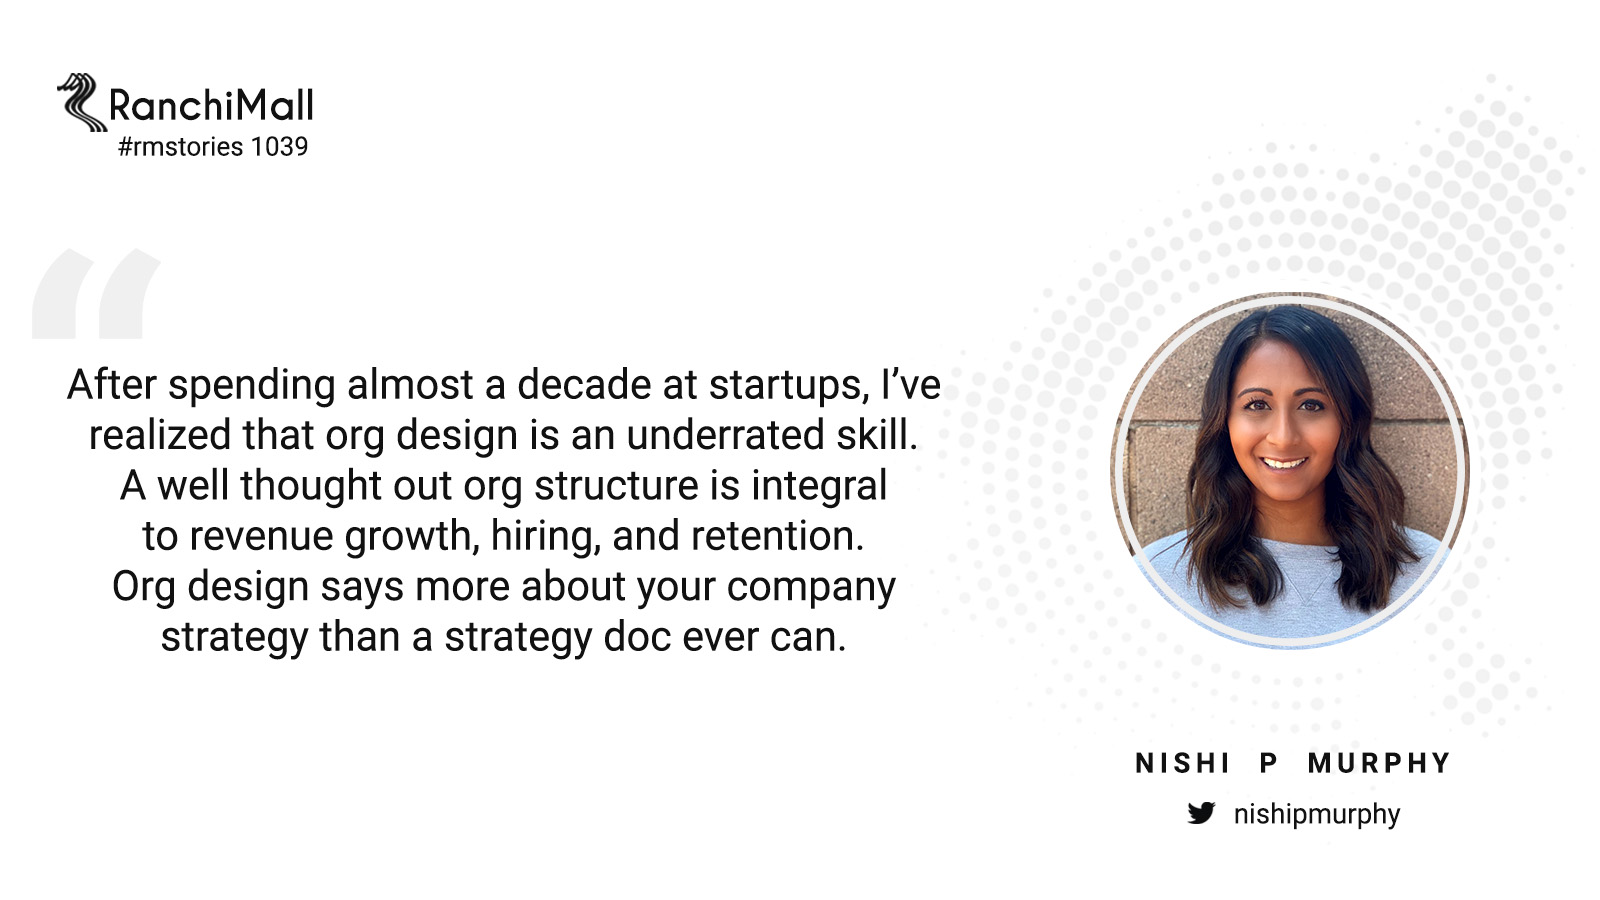 RanchiMall
#rmstories 1039
“
After spending almost a decade at startups, I’ve
realized that org design is an underrated skill.
A well thought out org structure is integral
to revenue growth, hiring, and retention.
Org design says more about your company
strategy than a strategy doc ever can.
NISHI P MURPHY
nishipmurphy